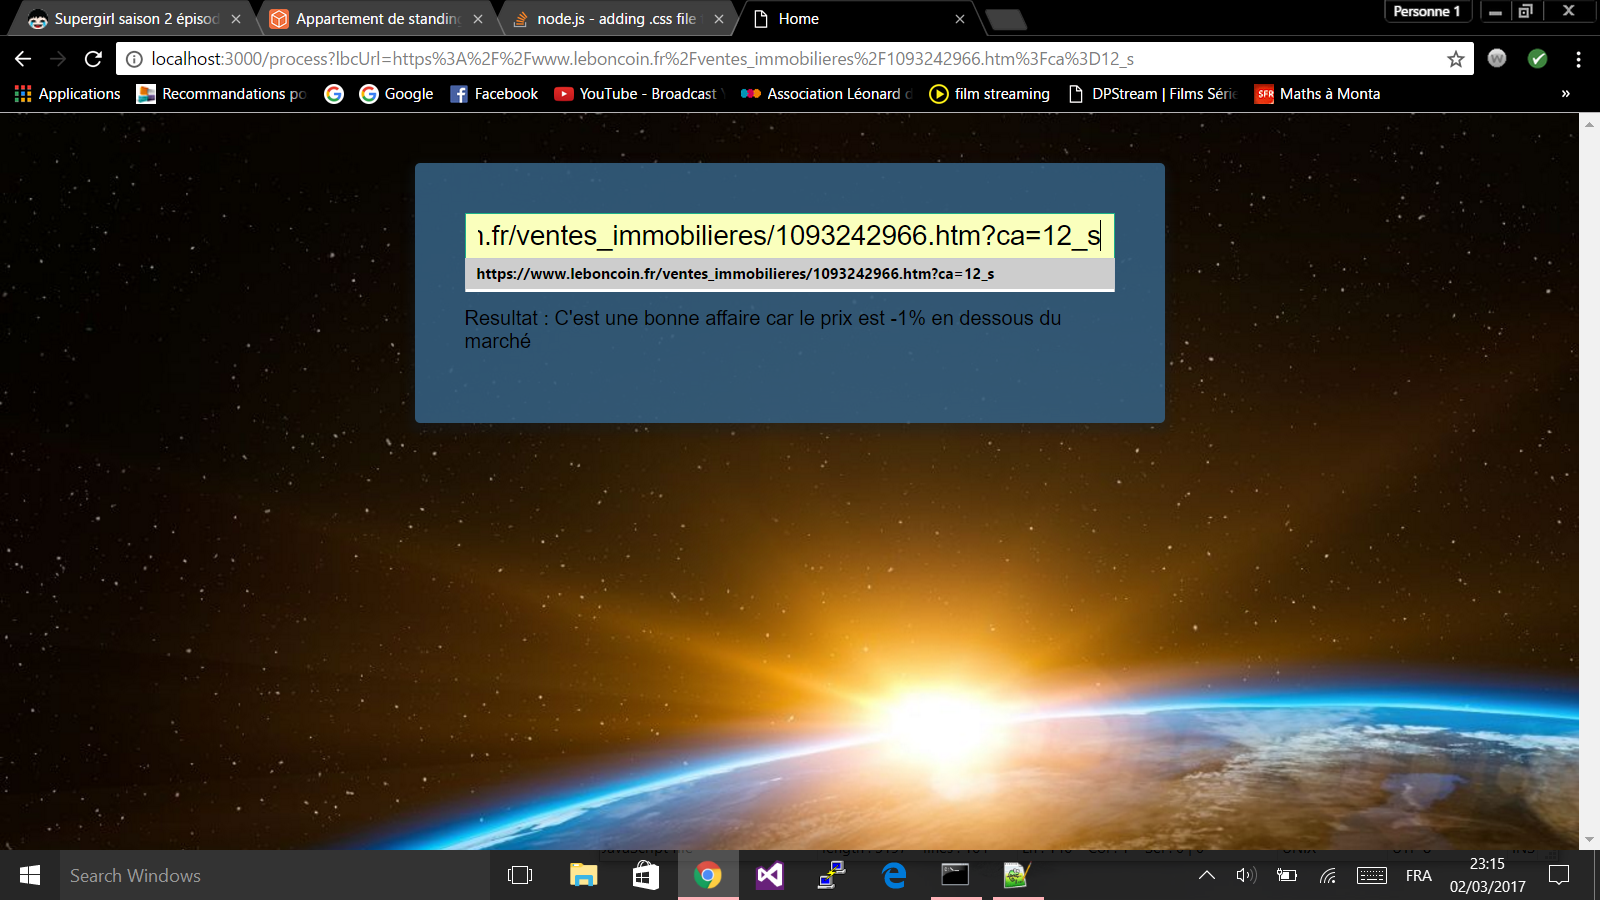 Supergirl saison 2 épisod
Appartement de standing
node.js - adding .css file
Home
Personne 1
localhost:3000/process?lbcUrl=https%3A%2F%2Fwww.leboncoin.fr%2Fventes_immobilieres%2F1093242966.htm%3Fca%3D12_s
Applications
Recommandations po
Google
Facebook
YouTube - Broadcast
Association Léonard d
film streaming
DPStream | Films Série
SFR
Maths à Monta
»
.fr/ventes_immobilieres/1093242966.htm?ca=12_s
https://www.leboncoin.fr/ventes_immobilieres/1093242966.htm?ca=12_s
Resultat : C'est une bonne affaire car le prix est -1% en dessous du
marché
Search Windows
FRA
23:15
02/03/2017